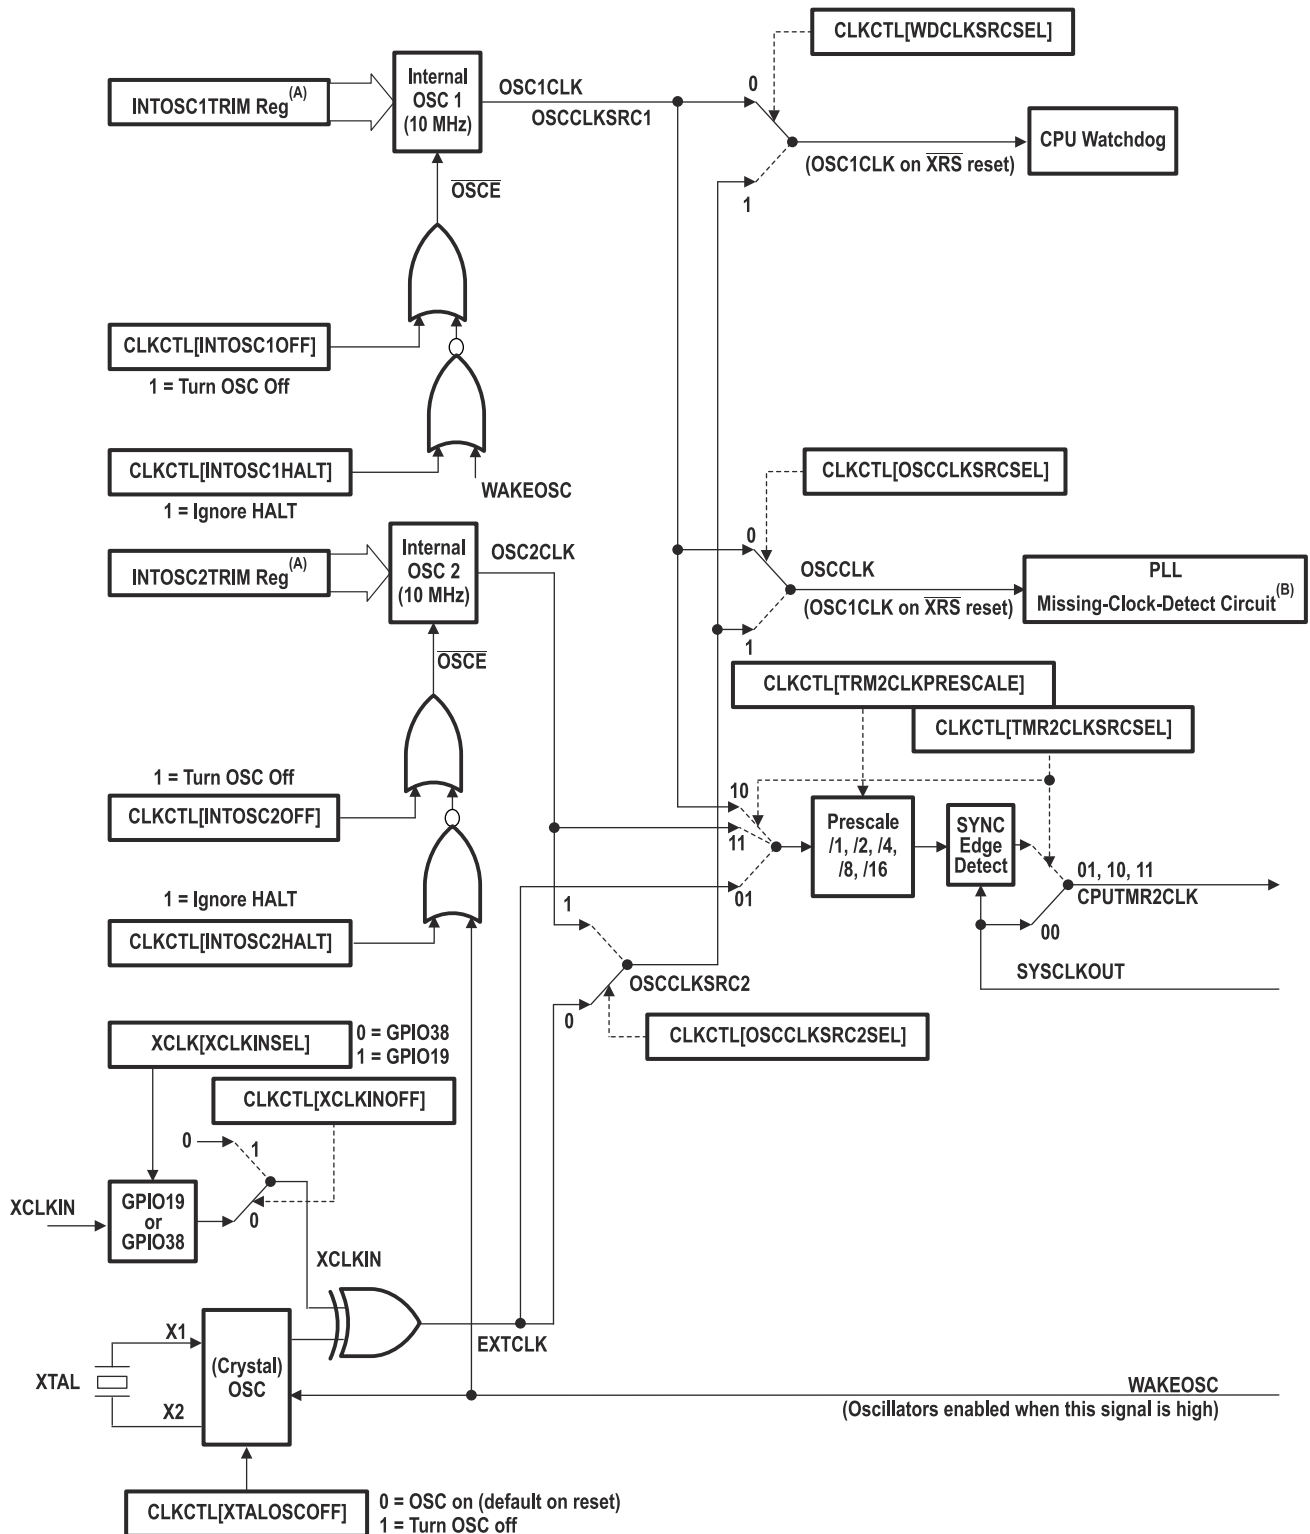 CLKCTL[WDCLKSRCSEL]
Internal
OSC 1
(10 MHz)
INTOSC1TRIM Reg(A)
OSC1CLK
OSCCLKSRC1
0
CPU Watchdog
(OSC1CLK on XRS reset)
OSCE
1
CLKCTL[INTOSC1OFF]
1 = Turn OSC Off
CLKCTL[INTOSC1HALT]
1 = Ignore HALT
WAKEOSC
CLKCTL[OSCCLKSRCSEL]
Internal
OSC 2
(10 MHz)
INTOSC2TRIM Reg(A)
OSC2CLK
0
OSCCLK
(OSC1CLK on XRS reset)
PLL
Missing-Clock-Detect Circuit(B)
1
OSCE
CLKCTL[TRM2CLKPRESCALE]
CLKCTL[TMR2CLKSRCSEL]
1 = Turn OSC Off
CLKCTL[INTOSC2OFF]
10
11
01
Prescale
/1, /2, /4,
/8, /16
SYNC
Edge
Detect
01, 10, 11
CPUTMR2CLK
00
SYSCLKOUT
1 = Ignore HALT
CLKCTL[INTOSC2HALT]
1
OSCCLKSRC2
0
CLKCTL[OSCCLKSRC2SEL]
XCLK[XCLKINSEL]
0 = GPIO38
1 = GPIO19
CLKCTL[XCLKINOFF]
0
1
XCLKIN
GPIO19
or
GPIO38
0
XCLKIN
EXTCLK
X1
XTAL
X2
(Crystal)
OSC
WAKEOSC
(Oscillators enabled when this signal is high)
CLKCTL[XTALOSCOFF]
0 = OSC on (default on reset)
1 = Turn OSC off